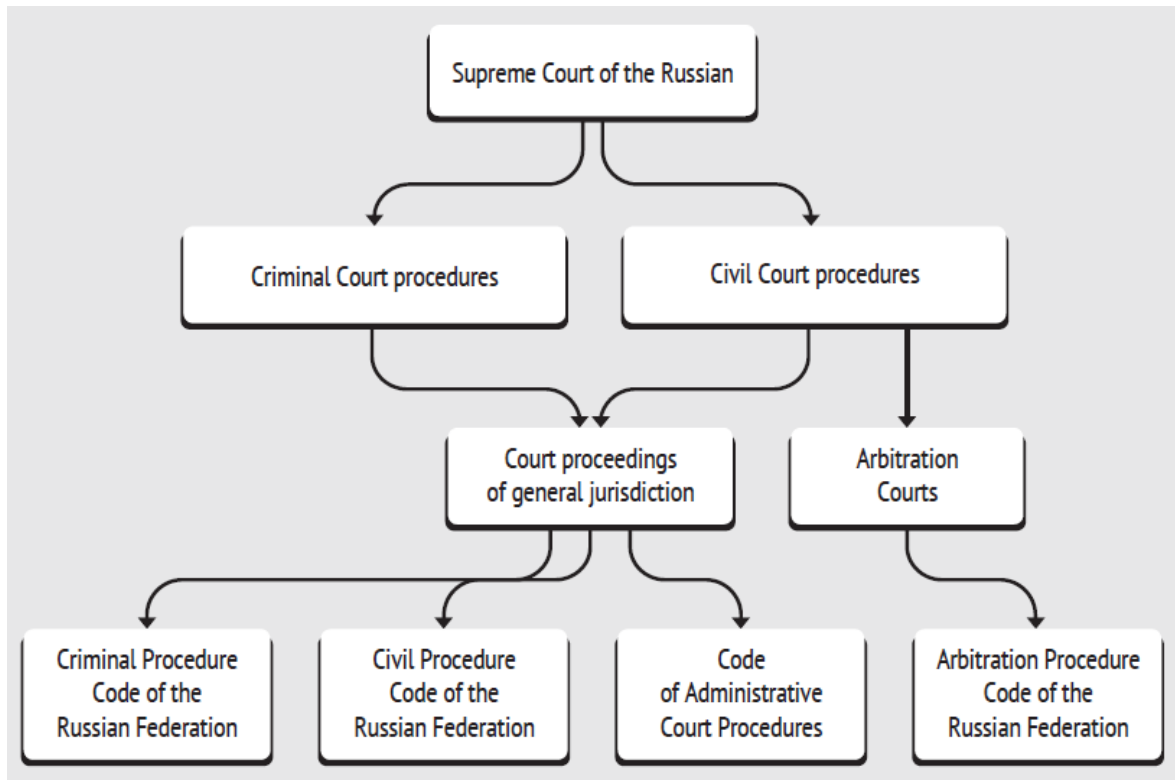 Supreme Court of the Russian
Criminal Court procedures
Civil Court procedures
Court proceedings
of general jurisdiction
Arbitration
Courts
Criminal Procedure
Code of the
Russian Federation
Civil Procedure
Code of the
Russian Federation
Code
of Administrative
Court Procedures
Arbitration Procedure
Code of the
Russian Federation